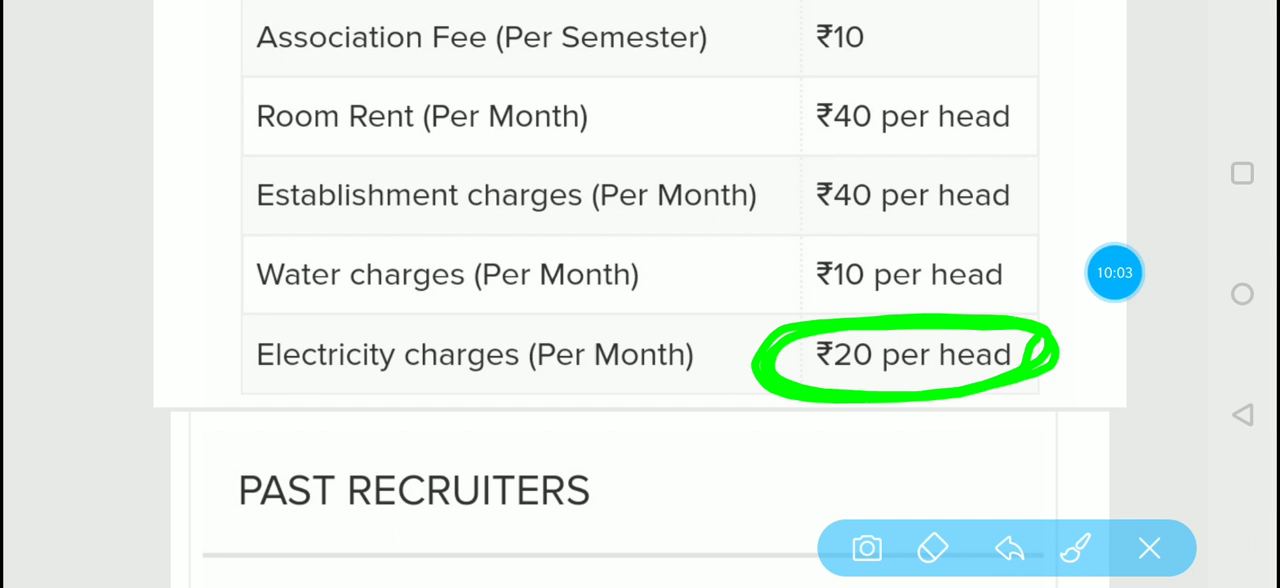 Association Fee (Per Semester) ₹10
Room Rent (Per Month) ₹40 per head
Establishment charges (Per Month) ₹40 per head
Water charges (Per Month) ₹10 per head
10:03
Electricity charges (Per Month) ₹20 per head
PAST RECRUITERS